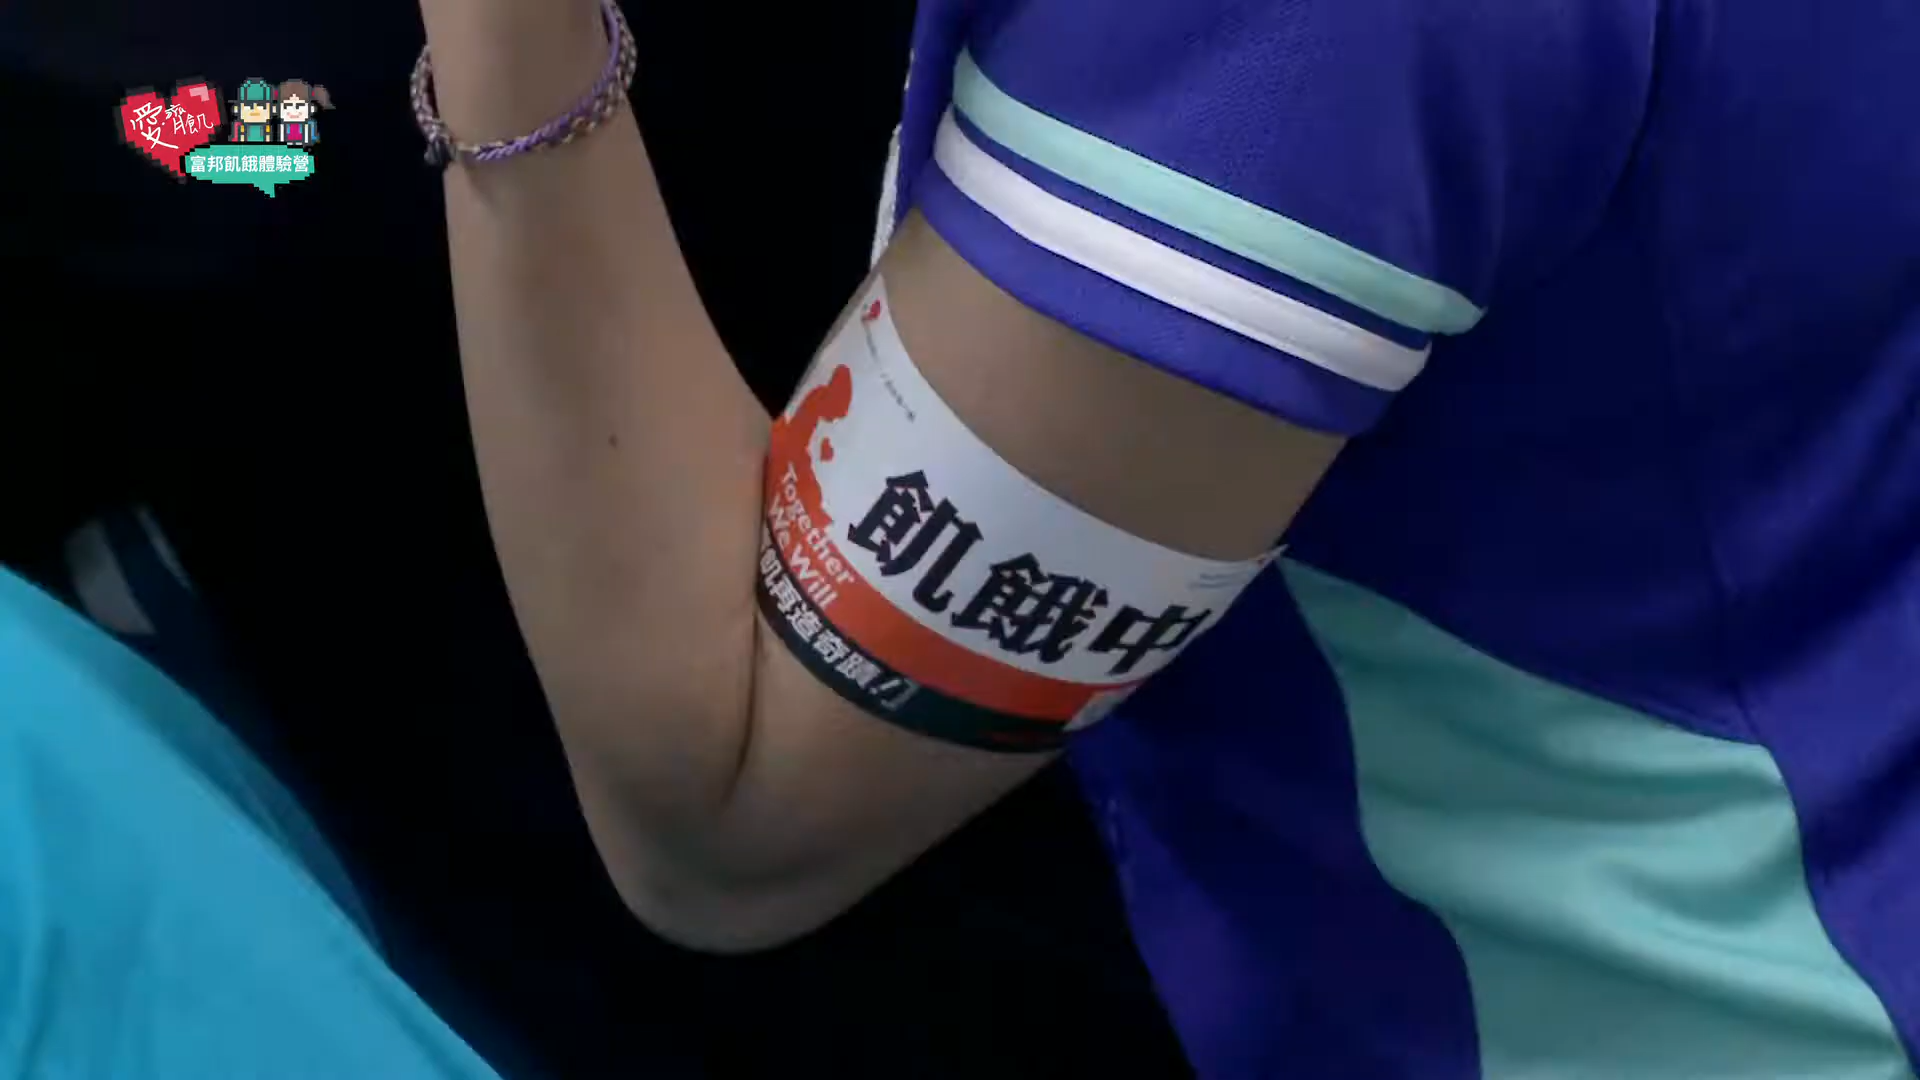 愛.齊飢
富邦飢餓體驗營
飢餓中
Together
We Will
飢再造奇蹟